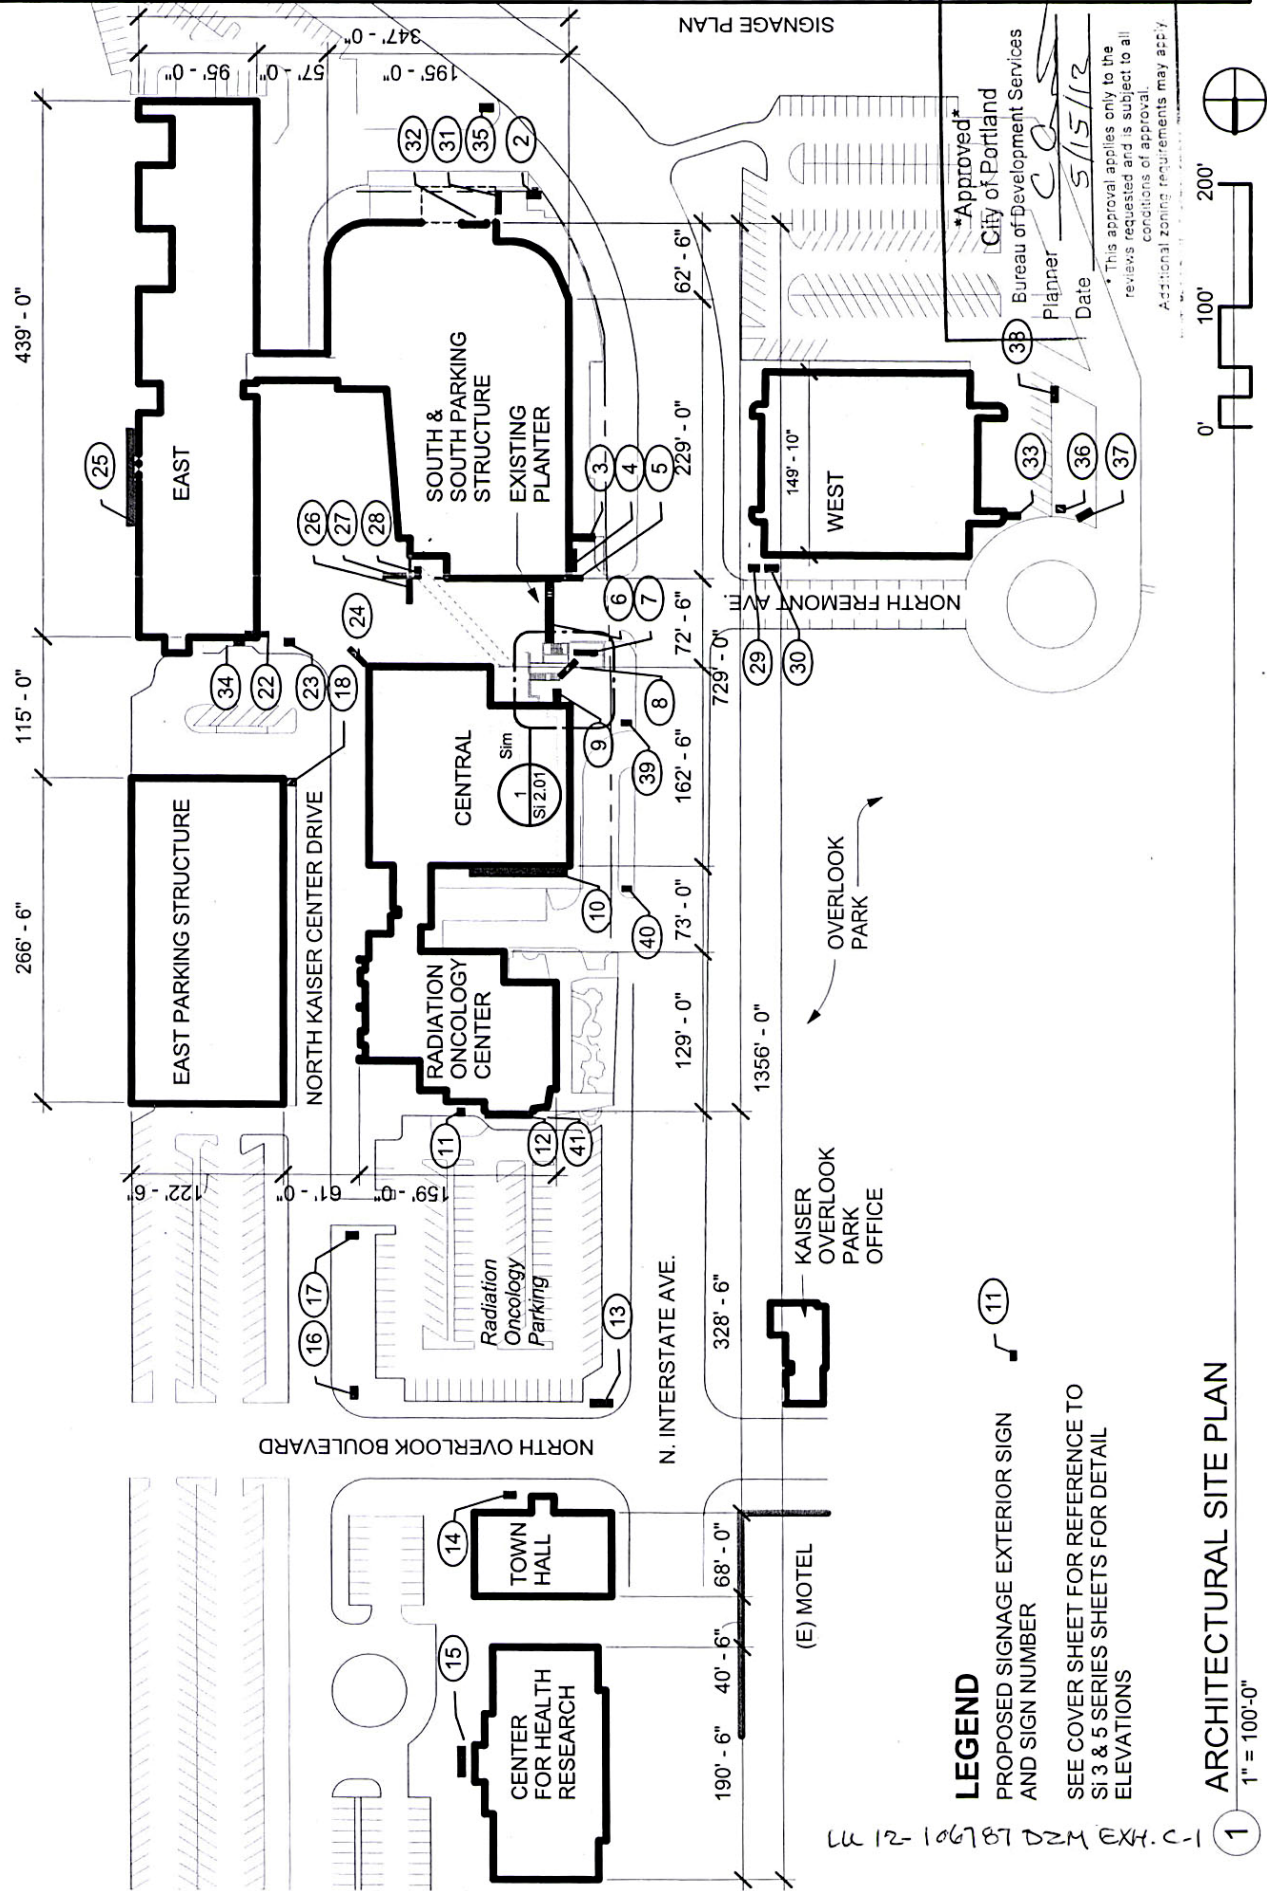 SIGNAGE PLAN
439' - 0"
115' - 0"
266' - 6"
95' - 0"
57' - 0"
347' - 0"
195' - 0"
EAST
25
34
22
23
18
24
26
27
28
32
31
35
2
SOUTH &
SOUTH PARKING
STRUCTURE
EXISTING
PLANTER
3
4
5
6
7
8
9
39
10
40
EAST PARKING STRUCTURE
NORTH KAISER CENTER DRIVE
CENTRAL
Sim
1
Si 2.01
RADIATION
ONCOLOGY
CENTER
11
12
41
122' - 6"
61' - 0"
159' - 0"
16
17
Radiation
Oncology
Parking
13
62' - 6"
229' - 0"
72' - 6"
162' - 6"
73' - 0"
129' - 0"
729' - 0"
1356' - 0"
328' - 6"
68' - 0"
40' - 6"
190' - 6"
N. INTERSTATE AVE.
NORTH OVERLOOK BOULEVARD
NORTH FREMONT AVE.
149' - 10"
WEST
29
30
33
36
37
38
OVERLOOK
PARK
KAISER
OVERLOOK
PARK
OFFICE
14
TOWN
HALL
15
CENTER
FOR HEALTH
RESEARCH
(E) MOTEL
*Approved*
City of Portland
Bureau of Development Services
Planner
Date 5/15/12
* This approval applies only to the
reviews requested and is subject to all
conditions of approval.
Additional zoning requirements may apply.
LEGEND
PROPOSED SIGNAGE EXTERIOR SIGN
AND SIGN NUMBER
11
SEE COVER SHEET FOR REFERENCE TO
Si 3 & 5 SERIES SHEETS FOR DETAIL
ELEVATIONS
1
ARCHITECTURAL SITE PLAN
1" = 100'-0"
0'
100'
200'
LU 12-106787 DZM EXH. C-1